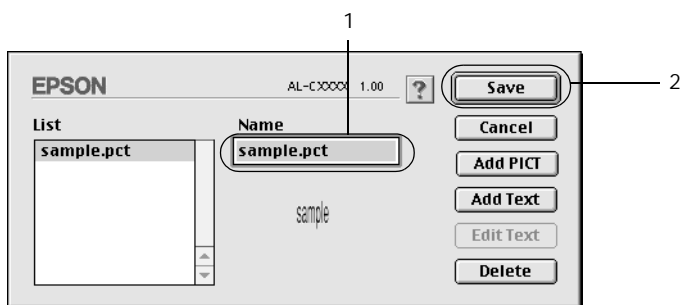 1
EPSON
AL-CXXXX 1.00
?
Save
2
List
Name
Cancel
sample.pct
sample.pct
Add PICT
sample
Add Text
Edit Text
Delete